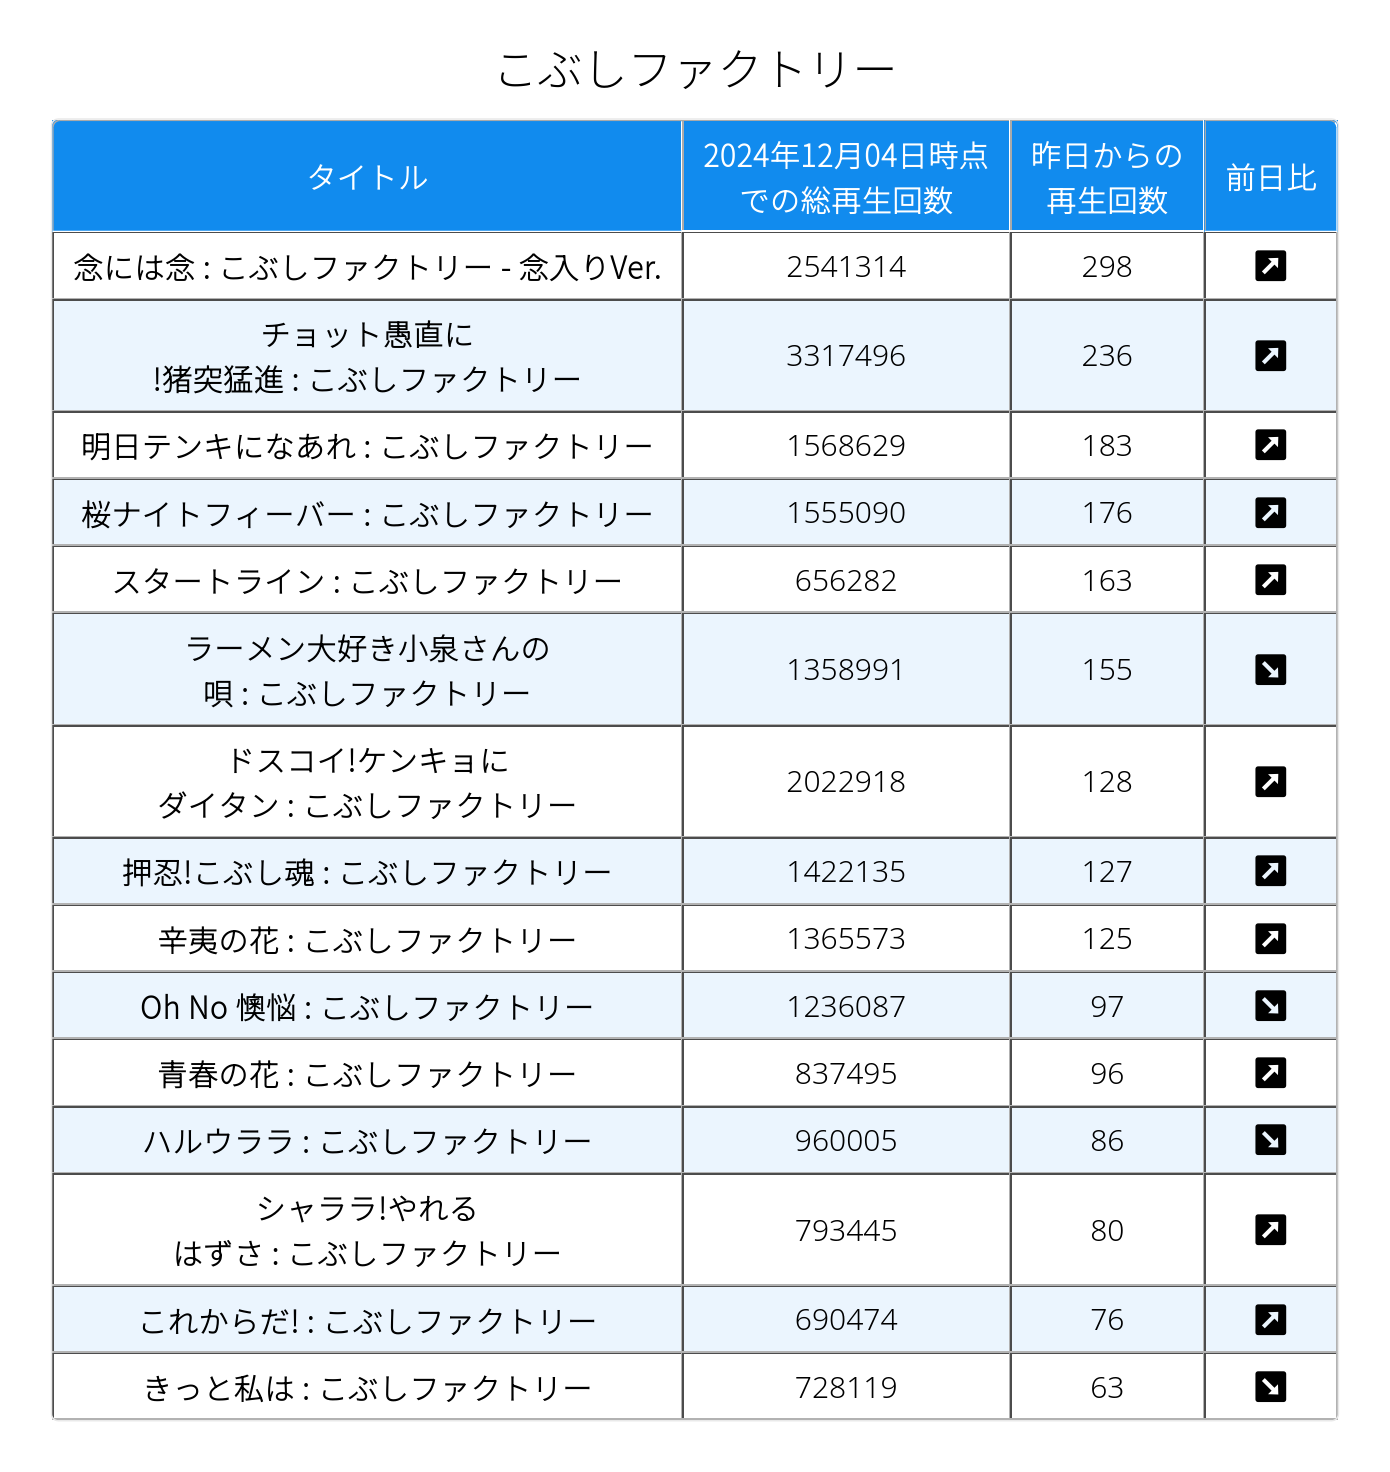 こぶしファクトリー
タイトル
2024年12月04日時点
での総再生回数
昨日からの
再生回数
前日比
念には念 : こぶしファクトリー - 念入りVer.
2541314
298
チョット愚直に
!猪突猛進 : こぶしファクトリー
3317496
236
明日テンキになあれ : こぶしファクトリー
1568629
183
桜ナイトフィーバー : こぶしファクトリー
1555090
176
スタートライン : こぶしファクトリー
656282
163
ラーメン大好き小泉さんの
唄 : こぶしファクトリー
1358991
155
ドスコイ!ケンキョに
ダイタン : こぶしファクトリー
2022918
128
押忍!こぶし魂 : こぶしファクトリー
1422135
127
辛夷の花 : こぶしファクトリー
1365573
125
Oh No 懊悩 : こぶしファクトリー
1236087
97
青春の花 : こぶしファクトリー
837495
96
ハルウララ : こぶしファクトリー
960005
86
シャララ!やれる
はずさ : こぶしファクトリー
793445
80
これからだ! : こぶしファクトリー
690474
76
きっと私は : こぶしファクトリー
728119
63